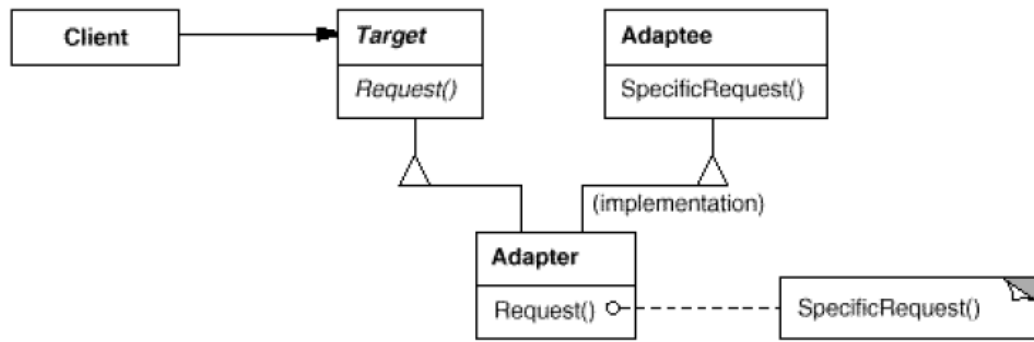 Client
Target
Request()
Adaptee
SpecificRequest()
(implementation)
Adapter
Request()
SpecificRequest()